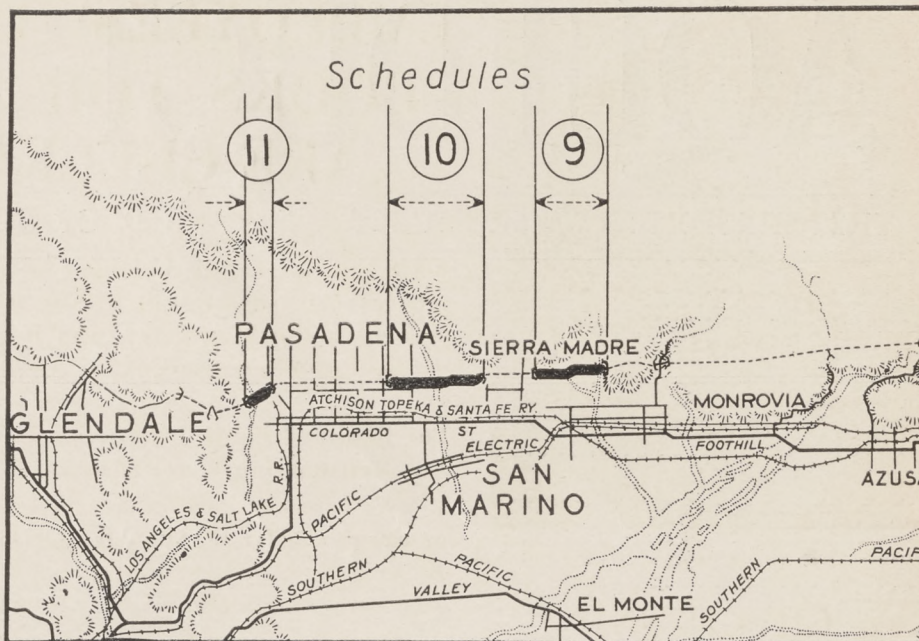 Schedules
11
10
9
PASADENA
SIERRA MADRE
GLENDALE
ATCHISON TOPEKA & SANTA FE RY.
MONROVIA
COLORADO ST
ELECTRIC
FOOTHILL
SAN
MARINO
AZUSA
R.R.
PACIFIC
LOS ANGELES & SALT LAKE
SOUTHERN
PACIFIC
VALLEY
EL MONTE
SOUTHERN
PACIF